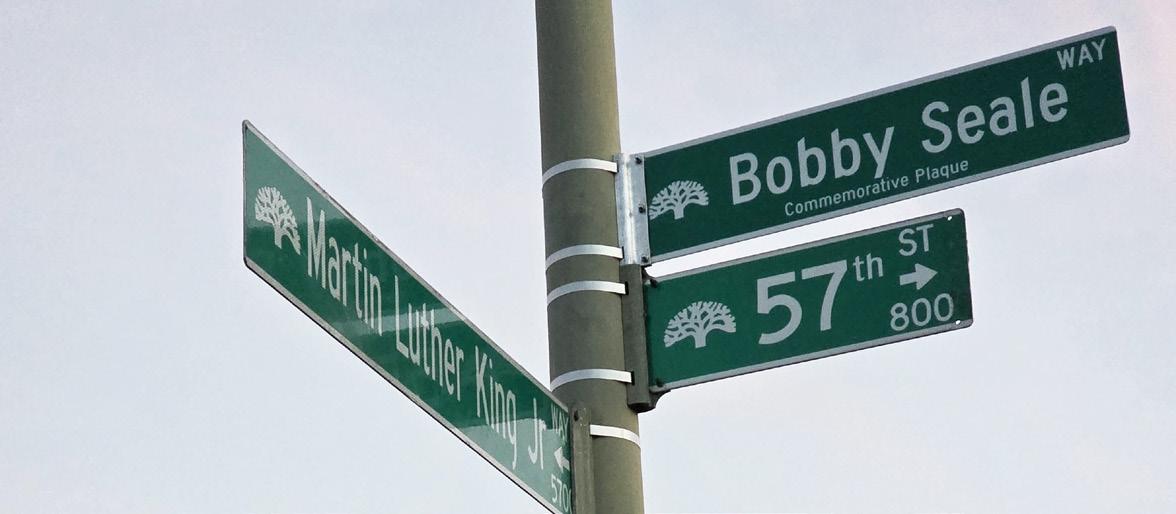 WAY
Bobby Seale
Commemorative Plaque
57th ST
800
Martin Luther King Jr WAY